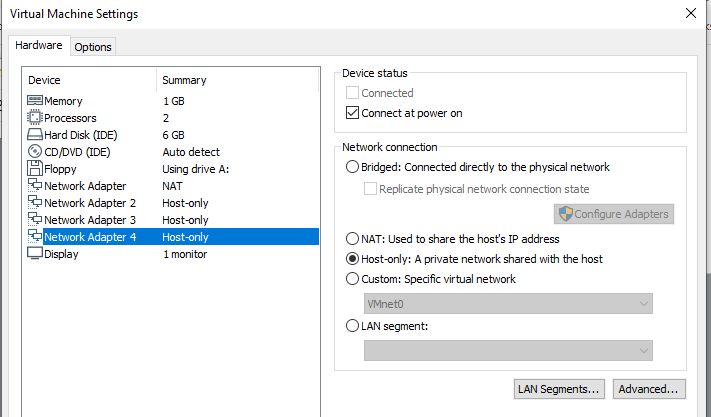 Virtual Machine Settings
Hardware
Options
Device Summary
Memory 1 GB
Processors 2
Hard Disk (IDE) 6 GB
CD/DVD (IDE) Auto detect
Floppy Using drive A:
Network Adapter NAT
Network Adapter 2 Host-only
Network Adapter 3 Host-only
Network Adapter 4 Host-only
Display 1 monitor
Device status
Connected
Connect at power on
Network connection
Bridged: Connected directly to the physical network
Replicate physical network connection state
Configure Adapters
NAT: Used to share the host's IP address
Host-only: A private network shared with the host
Custom: Specific virtual network
VMnet0
LAN segment:
LAN Segments... Advanced...